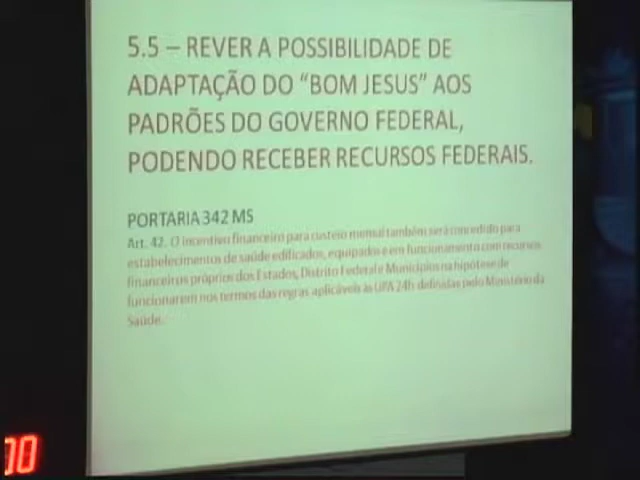 5.5 – REVER A POSSIBILIDADE DE
ADAPTAÇÃO DO “BOM JESUS” AOS
PADRÕES DO GOVERNO FEDERAL,
PODENDO RECEBER RECURSOS FEDERAIS.
PORTARIA 342 MS
Art. 42. O incentivo financeiro para custeio mensal também será concedido para
estabelecimentos de saúde edificados, equipados e em funcionamento com recursos
financeiros próprios dos Estados, Distrito Federal e Municípios na hipótese de
funcionarem nos termos das regras aplicáveis às UPA 24h definidas pelo Ministério da
Saúde.
00